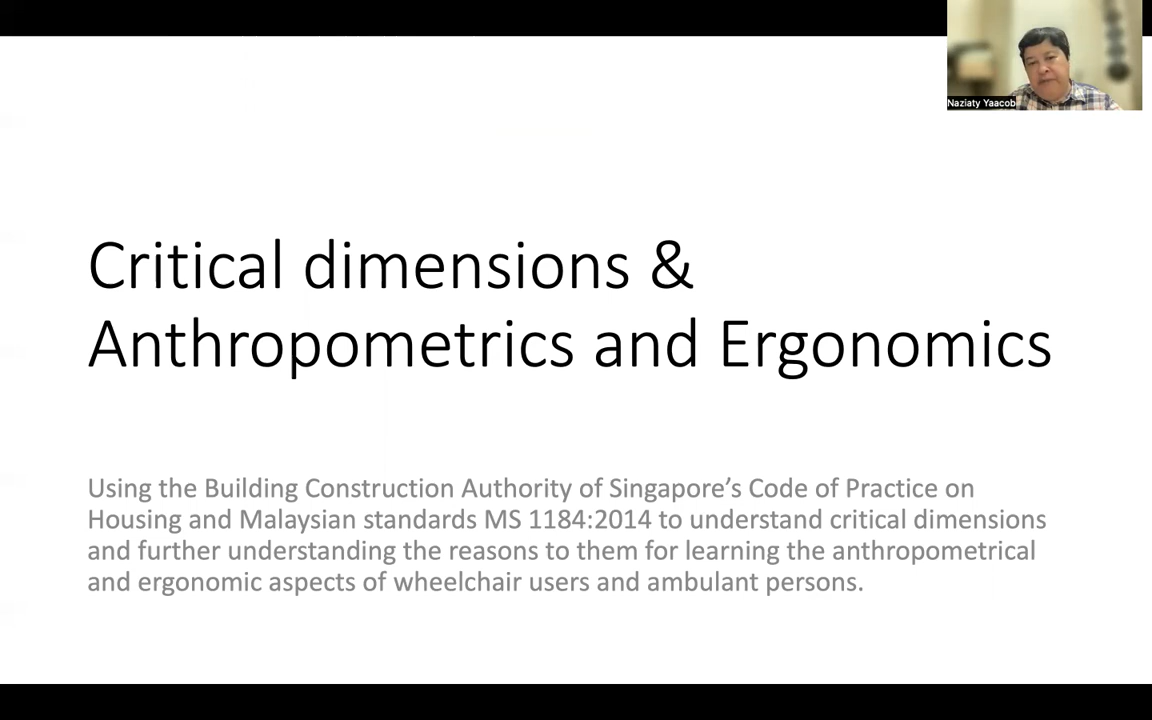 Naziaty Yaacob
Critical dimensions &
Anthropometrics and Ergonomics
Using the Building Construction Authority of Singapore’s Code of Practice on
Housing and Malaysian standards MS 1184:2014 to understand critical dimensions
and further understanding the reasons to them for learning the anthropometrical
and ergonomic aspects of wheelchair users and ambulant persons.